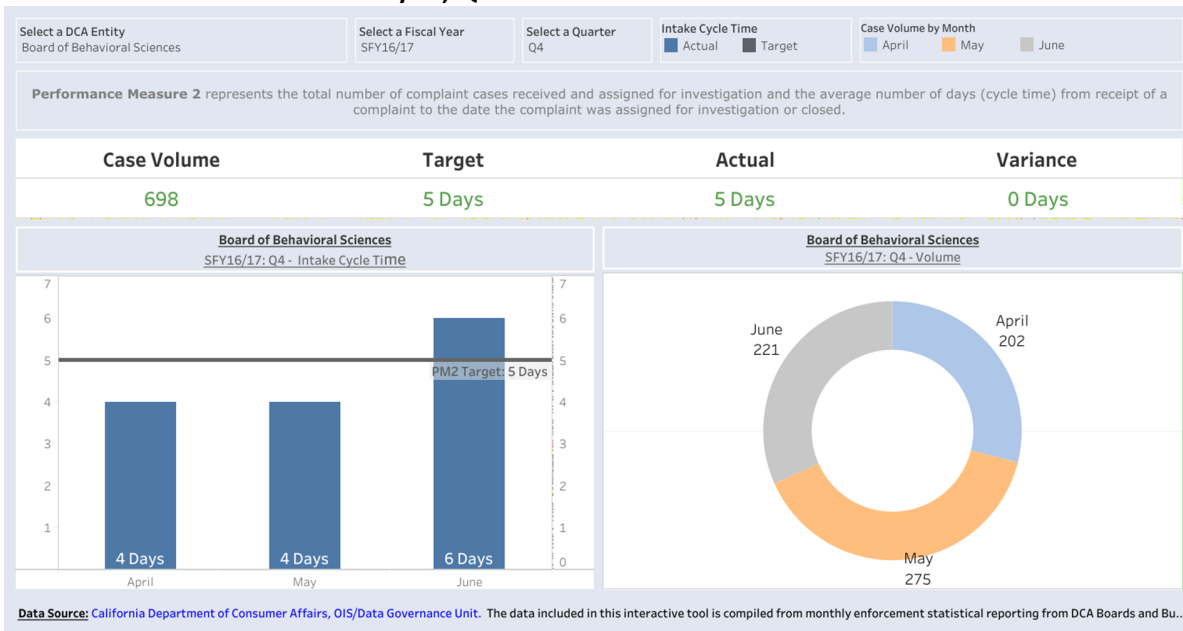 Select a DCA Entity
Board of Behavioral Sciences
Select a Fiscal Year
SFY16/17
Select a Quarter
Q4
Intake Cycle Time
Actual
Target
Case Volume by Month
April
May
June
Performance Measure 2 represents the total number of complaint cases received and assigned for investigation and the average number of days (cycle time) from receipt of a
complaint to the date the complaint was assigned for investigation or closed.
Case Volume Target Actual Variance
698 5 Days 5 Days 0 Days
Board of Behavioral Sciences
SFY16/17: Q4 - Intake Cycle Time
7 7
6 6
5 5
PM2 Target: 5 Days
4 4
3 3
2 2
1 1
0
4 Days 4 Days 6 Days
April May June
Board of Behavioral Sciences
SFY16/17: Q4 - Volume
April
202
June
221
May
275
Data Source: California Department of Consumer Affairs, OIS/Data Governance Unit. The data included in this interactive tool is compiled from monthly enforcement statistical reporting from DCA Boards and Bu..